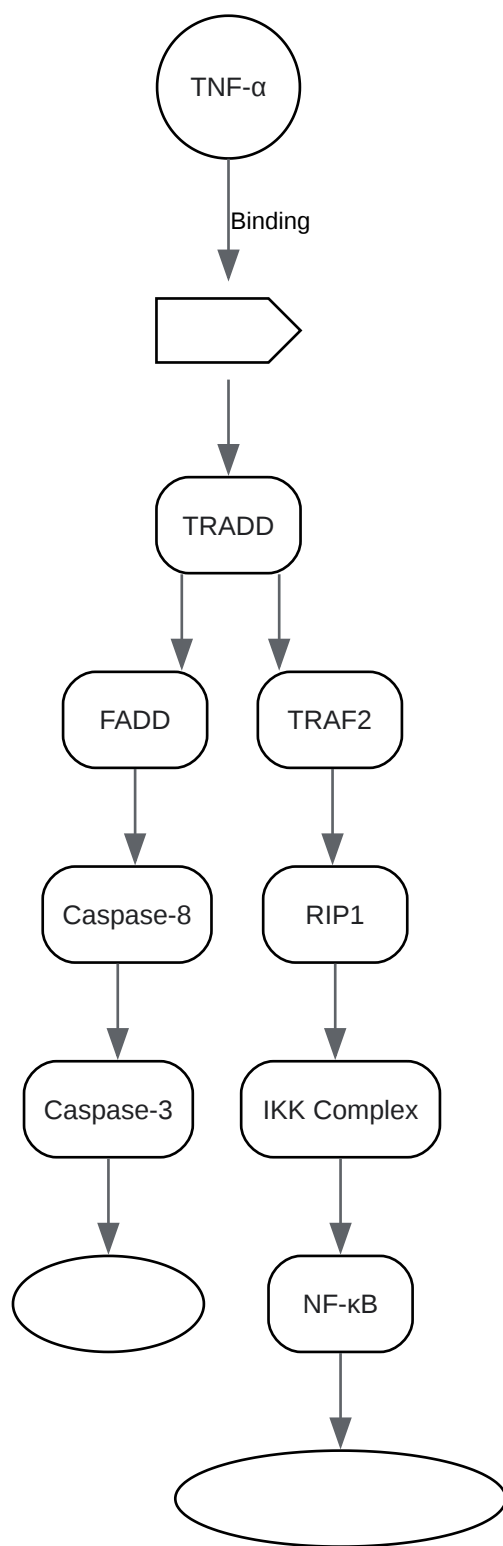 TNF-α
Binding
TRADD
FADD
TRAF2
Caspase-8
RIP1
Caspase-3
IKK Complex
NF-κB